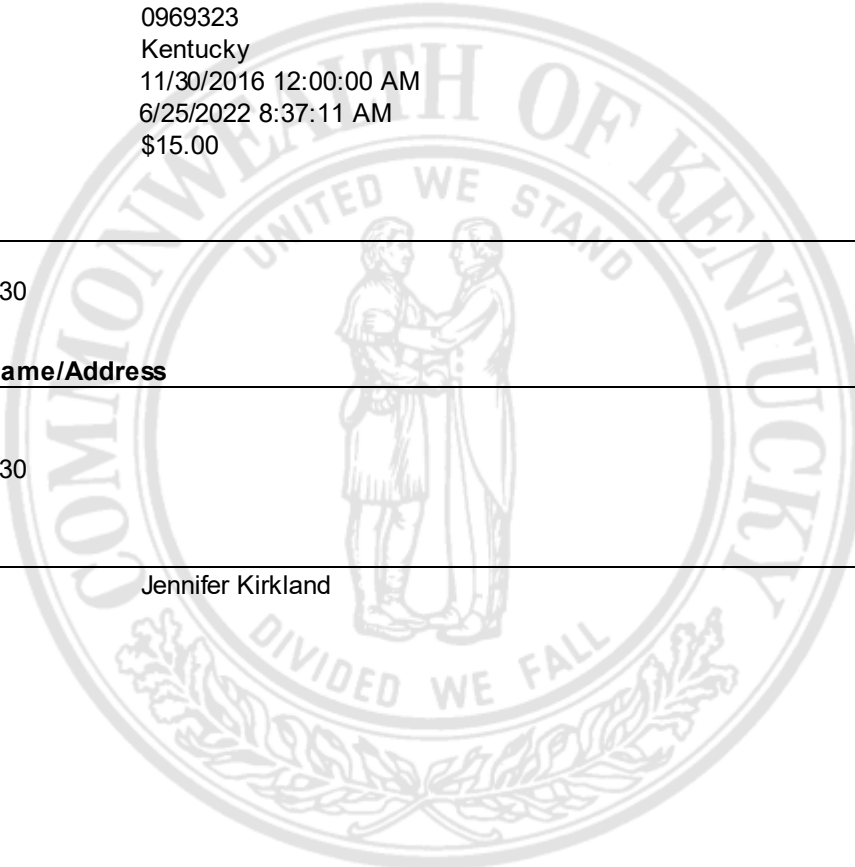 0969323
Kentucky
11/30/2016 12:00:00 AM
6/25/2022 8:37:11 AM
$15.00
COMMONWEALTH OF KENTUCKY
UNITED WE STAND
30
ame/Address
30
Jennifer Kirkland
DIVIDED WE FALL